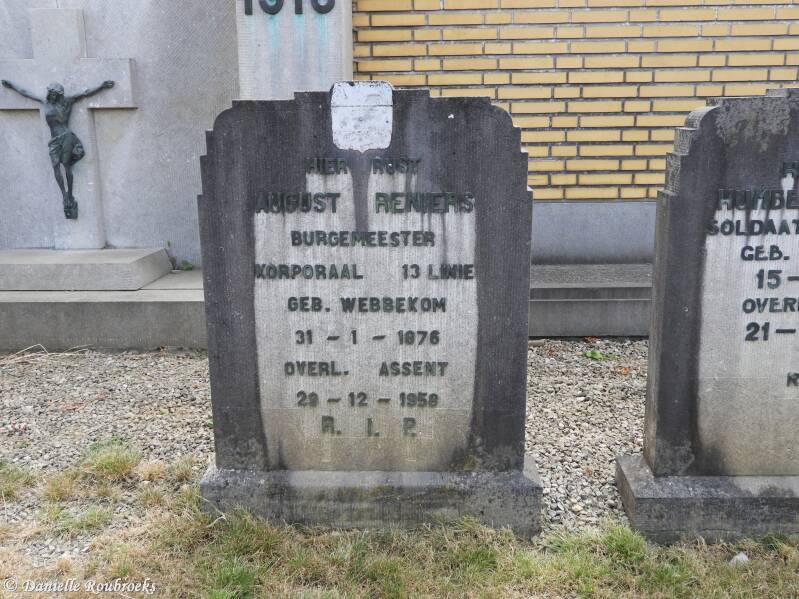 HIER RUST
AUGUST RENIERS
BURGEMEESTER
KORPORAAL 13 LINIE
GEB. WEBBEKOM
31 - 1 - 1876
OVERL. ASSENT
29 - 12 - 1958
R. I. P.
HUMBE
SOLDAAT
GEB.
15 -
OVER
21 -
R
© Danielle Roubroeks